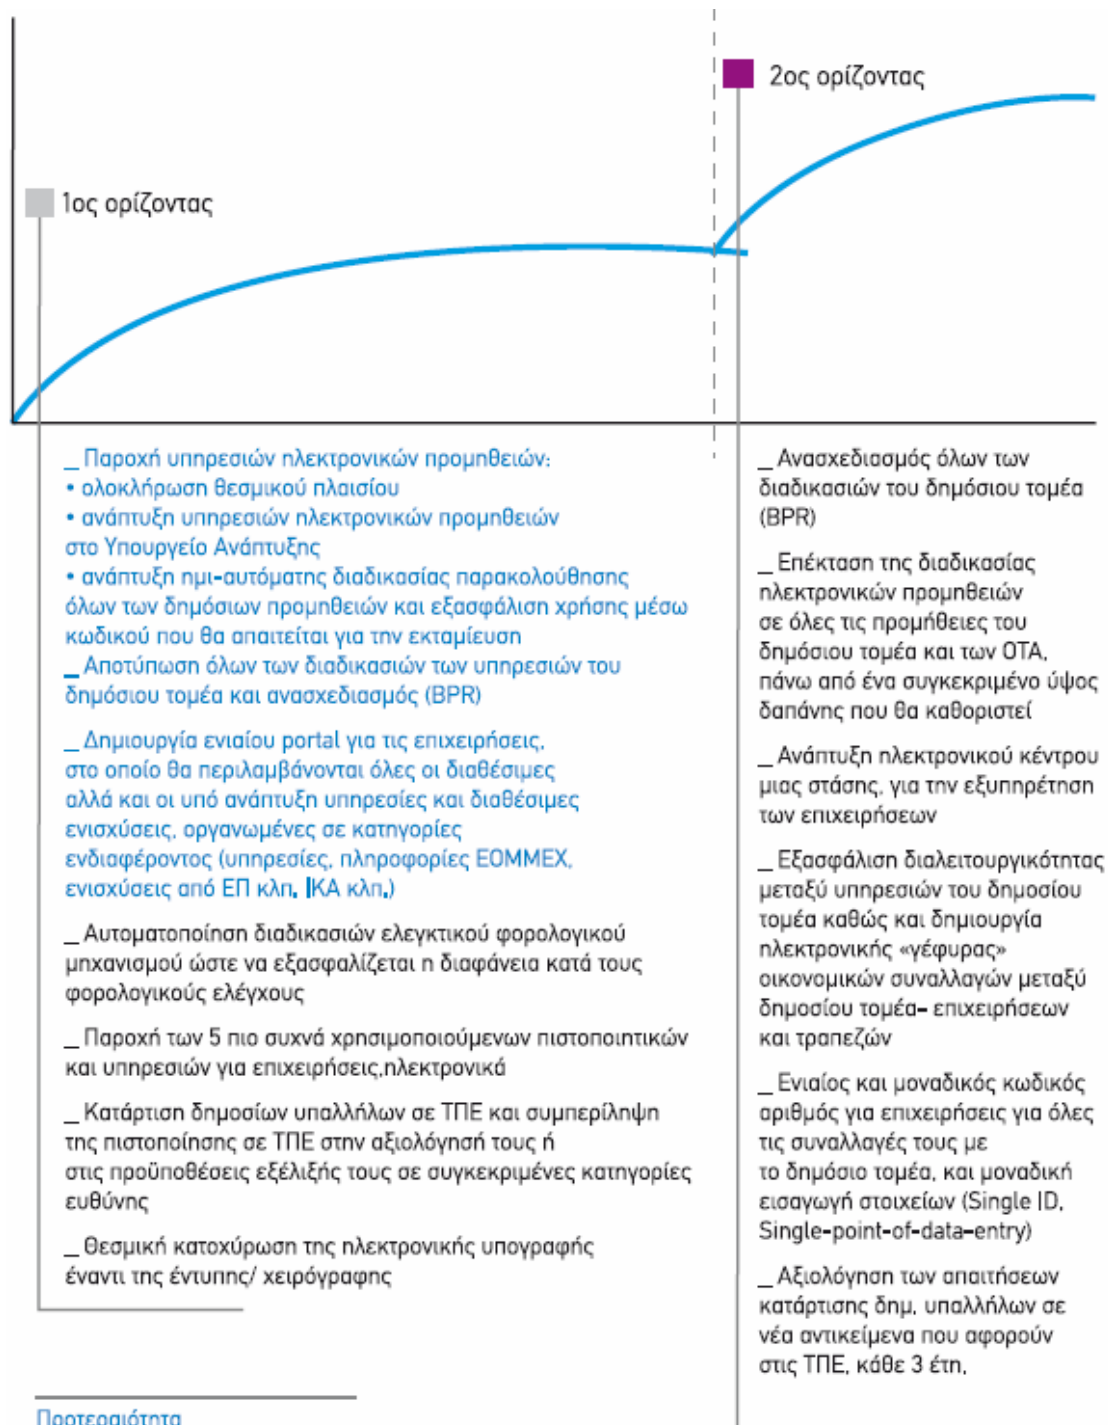 2ος ορίζοντας
1ος ορίζοντας
_ Παροχή υπηρεσιών ηλεκτρονικών προμηθειών:
• ολοκλήρωση θεσμικού πλαισίου
• ανάπτυξη υπηρεσιών ηλεκτρονικών προμηθειών
στο Υπουργείο Ανάπτυξης
• ανάπτυξη ημι-αυτόματης διαδικασίας παρακολούθησης
όλων των δημόσιων προμηθειών και εξασφάλιση χρήσης μέσω
κωδικού που θα απαιτείται για την εκταμίευση
_ Αποτύπωση όλων των διαδικασιών των υπηρεσιών του
δημόσιου τομέα και ανασχεδιασμός (BPR)
_ Δημιουργία ενιαίου portal για τις επιχειρήσεις,
στο οποίο θα περιλαμβάνονται όλες οι διαθέσιμες
αλλά και οι υπό ανάπτυξη υπηρεσίες και διαθέσιμες
ενισχύσεις, οργανωμένες σε κατηγορίες
ενδιαφέροντος (υπηρεσίες, πληροφορίες ΕΟΜΜΕΧ,
ενισχύσεις από ΕΠ κλπ, ΙΚΑ κλπ.)
_ Αυτοματοποίηση διαδικασιών ελεγκτικού φορολογικού
μηχανισμού ώστε να εξασφαλίζεται η διαφάνεια κατά τους
φορολογικούς ελέγχους
_ Παροχή των 5 πιο συχνά χρησιμοποιούμενων πιστοποιητικών
και υπηρεσιών για επιχειρήσεις,ηλεκτρονικά
_ Κατάρτιση δημοσίων υπαλλήλων σε ΤΠΕ και συμπερίληψη
της πιστοποίησης σε ΤΠΕ στην αξιολόγησή τους ή
στις προϋποθέσεις εξέλιξής τους σε συγκεκριμένες κατηγορίες
ευθύνης
_ Θεσμική κατοχύρωση της ηλεκτρονικής υπογραφής
έναντι της έντυπης/ χειρόγραφης
Προτεραιότητα
_ Ανασχεδιασμός όλων των
διαδικασιών του δημόσιου τομέα
(BPR)
_ Επέκταση της διαδικασίας
ηλεκτρονικών προμηθειών
σε όλες τις προμήθειες του
δημόσιου τομέα και των ΟΤΑ,
πάνω από ένα συγκεκριμένο ύψος
δαπάνης που θα καθοριστεί
_ Ανάπτυξη ηλεκτρονικού κέντρου
μιας στάσης, για την εξυπηρέτηση
των επιχειρήσεων
_ Εξασφάλιση διαλειτουργικότητας
μεταξύ υπηρεσιών του δημοσίου
τομέα καθώς και δημιουργία
ηλεκτρονικής «γέφυρας»
οικονομικών συναλλαγών μεταξύ
δημοσίου τομέα- επιχειρήσεων
και τραπεζών
_ Ενιαίος και μοναδικός κωδικός
αριθμός για επιχειρήσεις για όλες
τις συναλλαγές τους με
το δημόσιο τομέα, και μοναδική
εισαγωγή στοιχείων (Single ID,
Single-point-of-data-entry)
_ Αξιολόγηση των απαιτήσεων
κατάρτισης δημ. υπαλλήλων σε
νέα αντικείμενα που αφορούν
στις ΤΠΕ, κάθε 3 έτη.